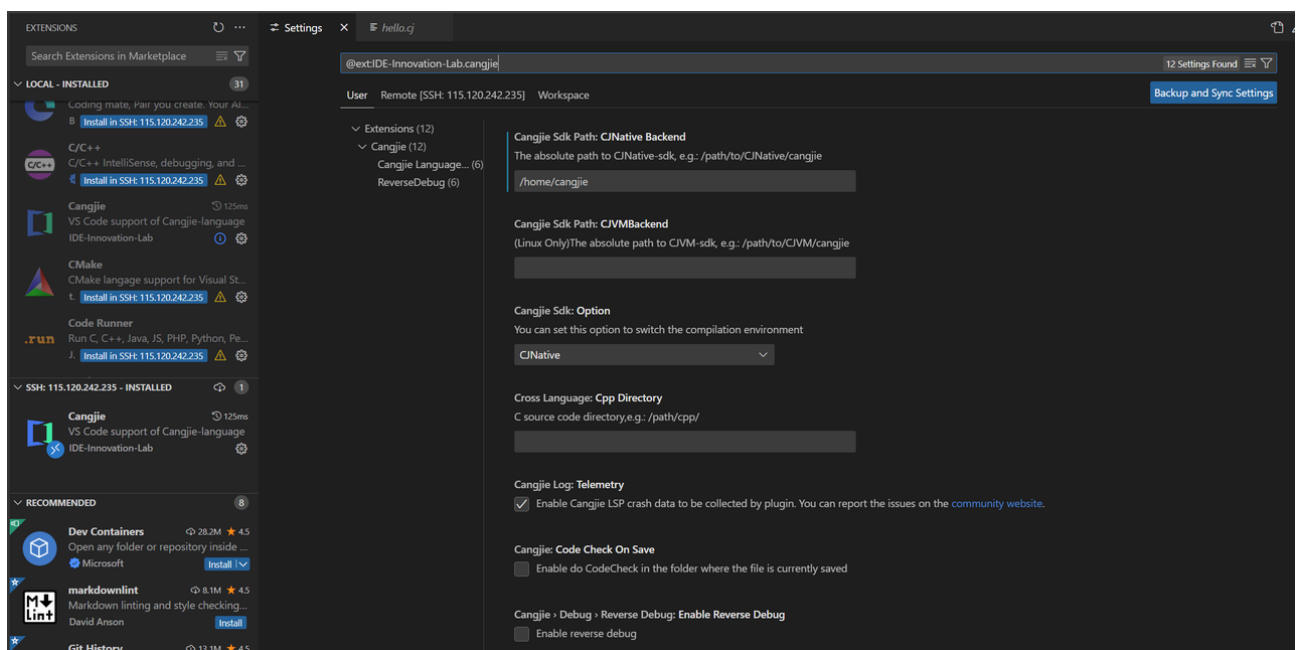 EXTENSIONS
Search Extensions in Marketplace
LOCAL - INSTALLED 31
Coding mate, Pair you create. Your AI...
B Install in SSH: 115.120.242.235
C/C++
C/C++ IntelliSense, debugging, and ...
Install in SSH: 115.120.242.235
Cangjie 125ms
VS Code support of Cangjie-language
IDE-Innovation-Lab
CMake
CMake langage support for Visual St...
t. Install in SSH: 115.120.242.235
Code Runner
.run Run C, C++, Java, JS, PHP, Python, Pe...
J. Install in SSH: 115.120.242.235
SSH: 115.120.242.235 - INSTALLED 1
Cangjie 125ms
VS Code support of Cangjie-language
IDE-Innovation-Lab
RECOMMENDED 8
Dev Containers 28.2M 4.5
Open any folder or repository inside ...
Microsoft Install
markdownlint 8.1M 4.5
Markdown linting and style checking...
David Anson Install
M Lint
Git History 13.1M 4.5
Settings hello.cj
@ext:IDE-Innovation-Lab.cangjie 12 Settings Found
User Remote [SSH: 115.120.242.235] Workspace Backup and Sync Settings
Extensions (12)
Cangjie (12)
Cangjie Language... (6)
ReverseDebug (6)
Cangjie Sdk Path: CJNative Backend
The absolute path to CJNative-sdk, e.g.: /path/to/CJNative/cangjie
/home/cangjie
Cangjie Sdk Path: CJVMBackend
(Linux Only)The absolute path to CJVM-sdk, e.g.: /path/to/CJVM/cangjie
Cangjie Sdk: Option
You can set this option to switch the compilation environment
CJNative
Cross Language: Cpp Directory
C source code directory,e.g.: /path/cpp/
Cangjie Log: Telemetry
Enable Cangjie LSP crash data to be collected by plugin. You can report the issues on the community website.
Cangjie: Code Check On Save
Enable do CodeCheck in the folder where the file is currently saved
Cangjie › Debug › Reverse Debug: Enable Reverse Debug
Enable reverse debug